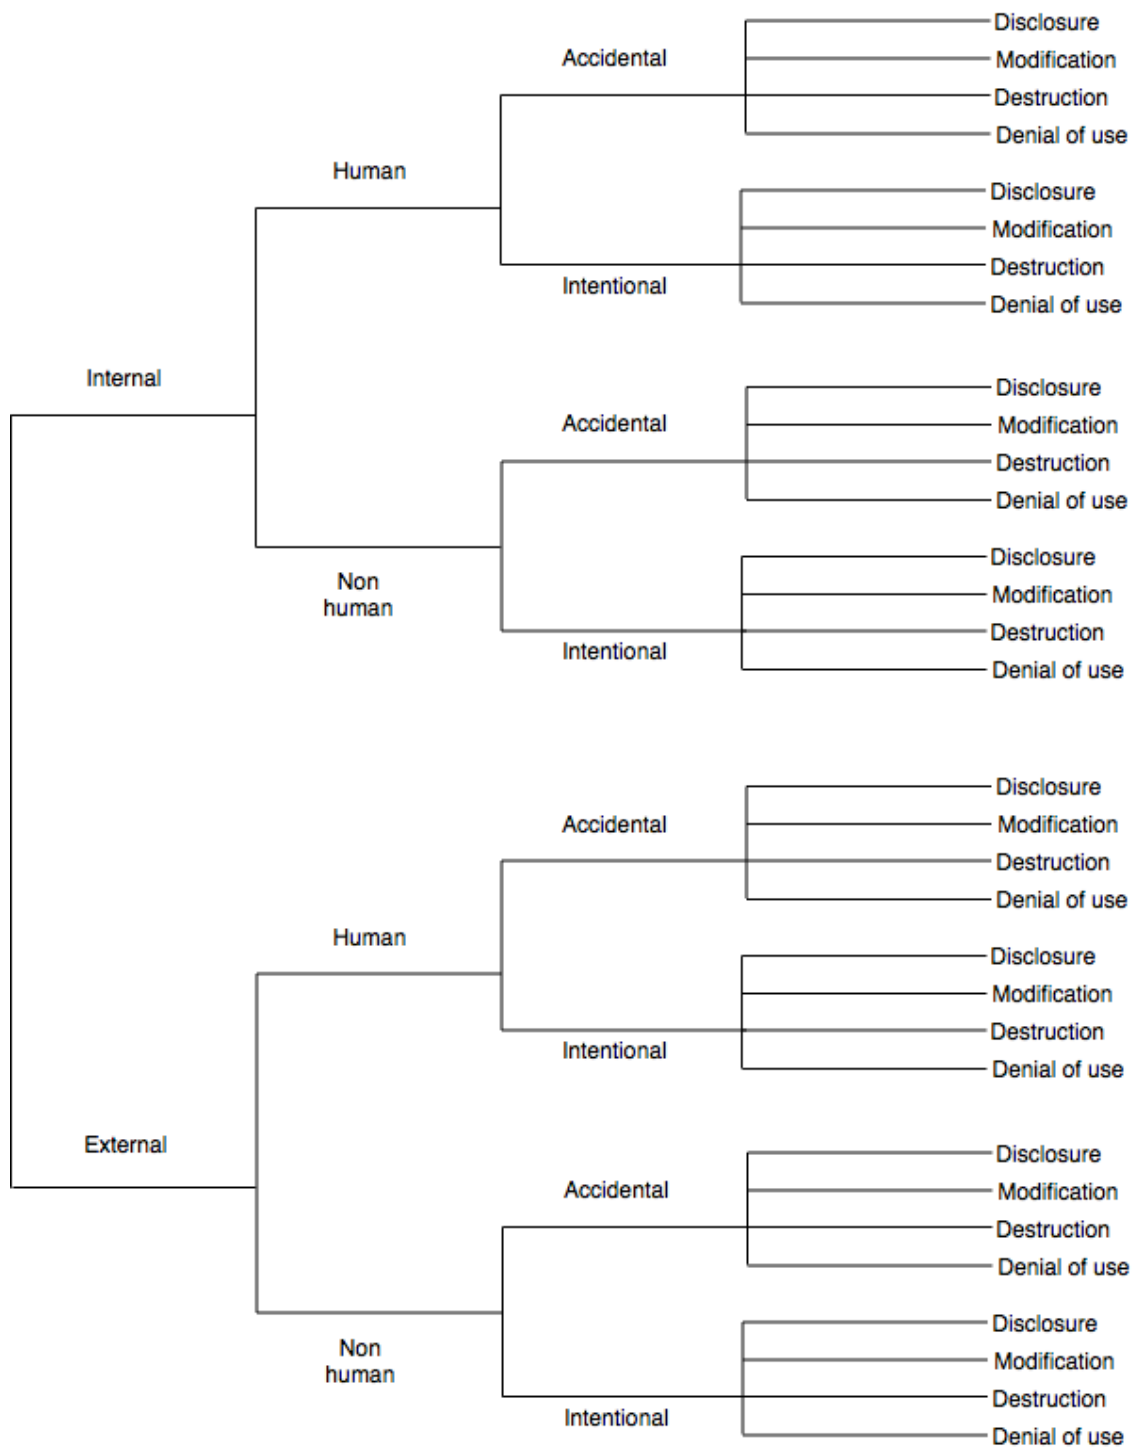 Disclosure
Accidental
Modification
Destruction
Denial of use
Human
Disclosure
Modification
Destruction
Intentional
Denial of use
Internal
Disclosure
Accidental
Modification
Destruction
Denial of use
Disclosure
Non
human
Modification
Destruction
Intentional
Denial of use
Disclosure
Accidental
Modification
Destruction
Denial of use
Human
Disclosure
Modification
Destruction
Intentional
Denial of use
External
Disclosure
Accidental
Modification
Destruction
Denial of use
Disclosure
Non
human
Modification
Destruction
Intentional
Denial of use